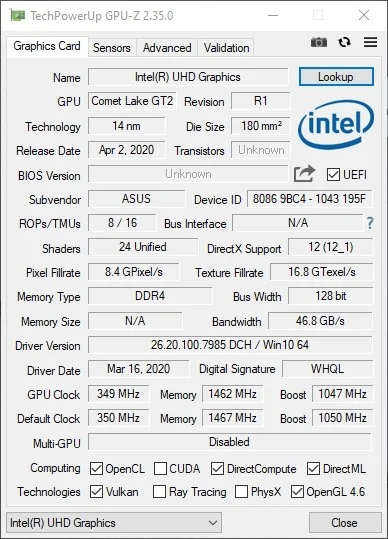 TechPowerUp GPU-Z 2.35.0
Graphics Card Sensors Advanced Validation
Name Intel(R) UHD Graphics Lookup
GPU Comet Lake GT2 Revision R1
Technology 14 nm Die Size 180 mm²
Release Date Apr 2, 2020 Transistors Unknown
BIOS Version Unknown UEFI
Subvendor ASUS Device ID 8086 9BC4 - 1043 195F
ROPs/TMUs 8 / 16 Bus Interface N/A ?
Shaders 24 Unified DirectX Support 12 (12_1)
Pixel Fillrate 8.4 GPixel/s Texture Fillrate 16.8 GTexel/s
Memory Type DDR4 Bus Width 128 bit
Memory Size N/A Bandwidth 46.8 GB/s
Driver Version 26.20.100.7985 DCH / Win10 64
Driver Date Mar 16, 2020 Digital Signature WHQL
GPU Clock 349 MHz Memory 1462 MHz Boost 1047 MHz
Default Clock 350 MHz Memory 1467 MHz Boost 1050 MHz
Multi-GPU Disabled
Computing OpenCL CUDA DirectCompute DirectML
Technologies Vulkan Ray Tracing PhysX OpenGL 4.6
Intel(R) UHD Graphics Close
intel